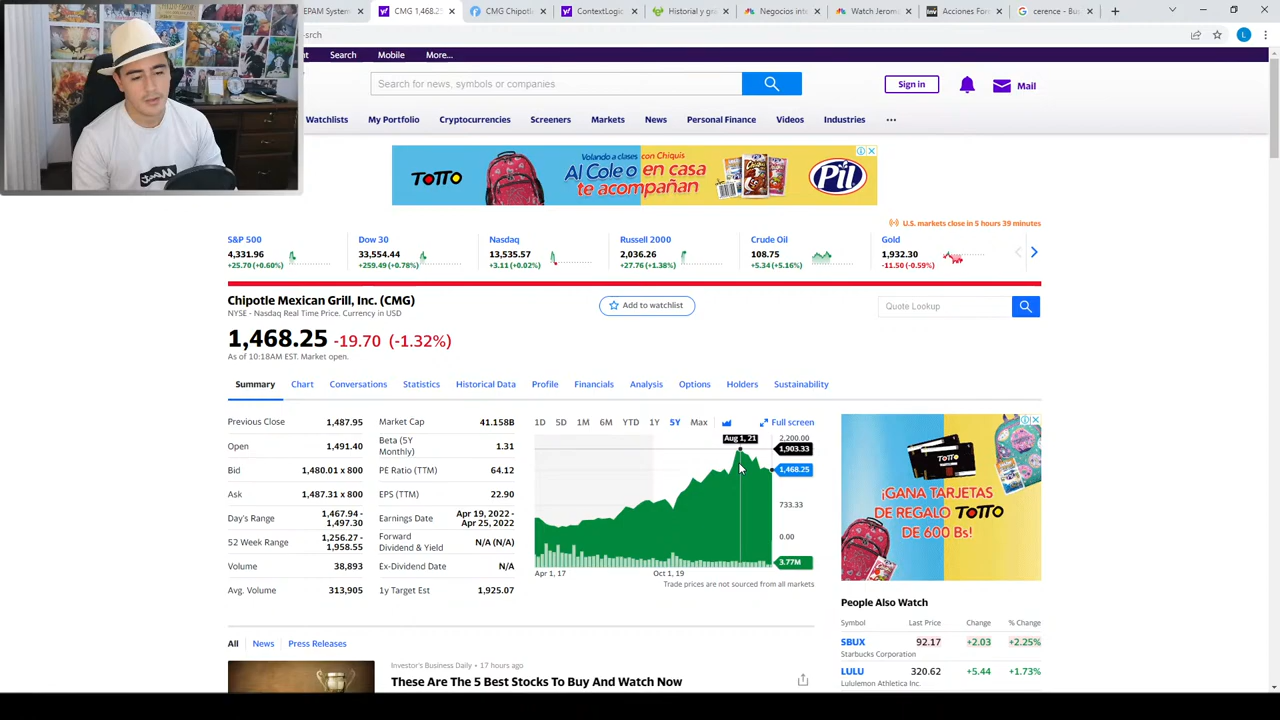 EPAM System
CMG 1,468.25
CMG Chipotl
ContextLogic
Historial y gr
Negocios inte
Watch
Acciones For
cerence - Bu
srch
L
Search
Mobile
More...
Search for news, symbols or companies
Sign in
Mail
Watchlists
My Portfolio
Cryptocurrencies
Screeners
Markets
News
Personal Finance
Videos
Industries
...
TOTTO
Volando a clases con Chiquis
Al Cole o en casa
te acompañan
Pil
U.S. markets close in 5 hours 39 minutes
S&P 500
4,331.96
+25.70 (+0.60%)
Dow 30
33,554.44
+259.49 (+0.78%)
Nasdaq
13,535.57
+3.11 (+0.02%)
Russell 2000
2,036.26
+27.76 (+1.38%)
Crude Oil
108.75
+5.34 (+5.16%)
Gold
1,932.30
-11.50 (-0.59%)
Chipotle Mexican Grill, Inc. (CMG)
NYSE - Nasdaq Real Time Price. Currency in USD
Add to watchlist
Quote Lookup
1,468.25 -19.70 (-1.32%)
As of 10:18AM EST. Market open.
Summary
Chart
Conversations
Statistics
Historical Data
Profile
Financials
Analysis
Options
Holders
Sustainability
Previous Close 1,487.95
Open 1,491.40
Bid 1,480.01 x 800
Ask 1,487.31 x 800
Day's Range 1,467.94 -
1,497.30
52 Week Range 1,256.27 -
1,958.55
Volume 38,893
Avg. Volume 313,905
Market Cap 41.158B
Beta (5Y
Monthly) 1.31
PE Ratio (TTM) 64.12
EPS (TTM) 22.90
Earnings Date Apr 19, 2022 -
Apr 25, 2022
Forward
Dividend & Yield N/A (N/A)
Ex-Dividend Date N/A
1y Target Est 1,925.07
1D 5D 1M 6M YTD 1Y 5Y Max
Full screen
Aug 1, 21
2,200.00
1,903.33
1,468.25
733.33
0.00
3.77M
Apr 1, 17
Oct 1, 19
Trade prices are not sourced from all markets
TOTTO
¡GANA TARJETAS
DE REGALO TOTTO
DE 600 Bs!
People Also Watch
Symbol Last Price Change % Change
SBUX 92.17 +2.03 +2.25%
Starbucks Corporation
LULU 320.62 +5.44 +1.73%
Lululemon Athletica Inc.
All
News
Press Releases
Investor's Business Daily • 17 hours ago
These Are The 5 Best Stocks To Buy And Watch Now